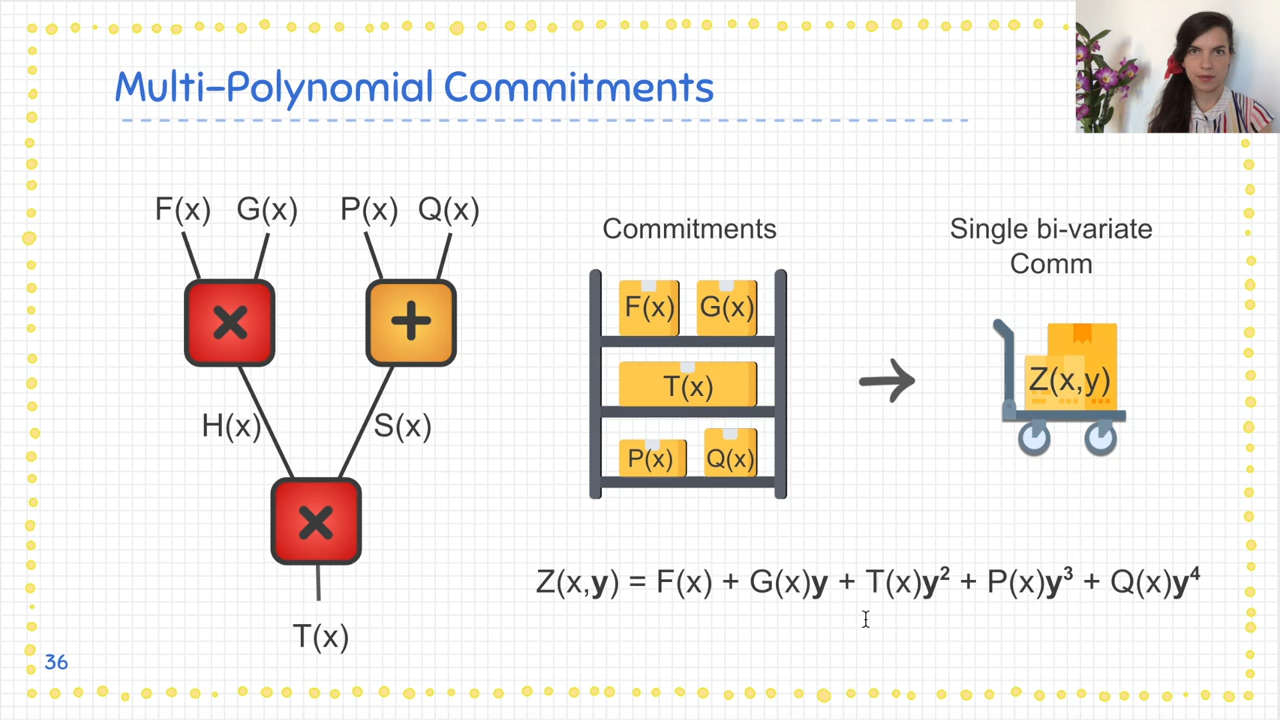 Multi-Polynomial Commitments
F(x) G(x) P(x) Q(x)
× +
H(x) S(x)
×
T(x)
Commitments
F(x) G(x)
T(x)
P(x) Q(x)
Single bi-variate
Comm
Z(x,y)
Z(x,y) = F(x) + G(x)y + T(x)y² + P(x)y³ + Q(x)y⁴
36